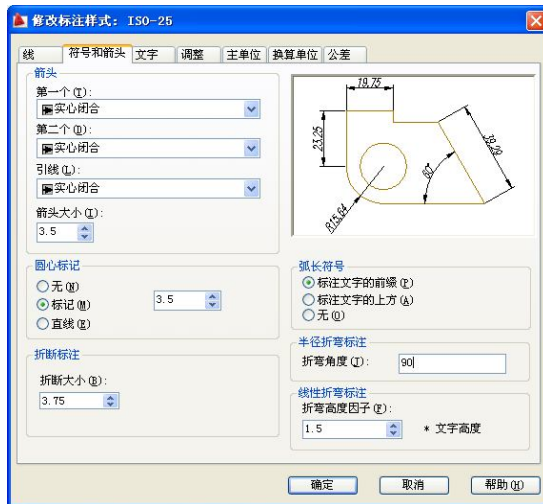 修改标注样式: ISO-25
线 符号和箭头 文字 调整 主单位 换算单位 公差
箭头
第一个(T):
实心闭合
第二个(D):
实心闭合
引线(L):
实心闭合
箭头大小(I):
3.5
圆心标记
无(N)
标记(M)
3.5
直线(E)
折断标注
折断大小(B):
3.75
19,75
23,25
39,29
60°
R15,64
弧长符号
标注文字的前缀(P)
标注文字的上方(A)
无(O)
半径折弯标注
折弯角度(J):
90
线性折弯标注
折弯高度因子(F):
1.5
* 文字高度
确定 取消 帮助(H)